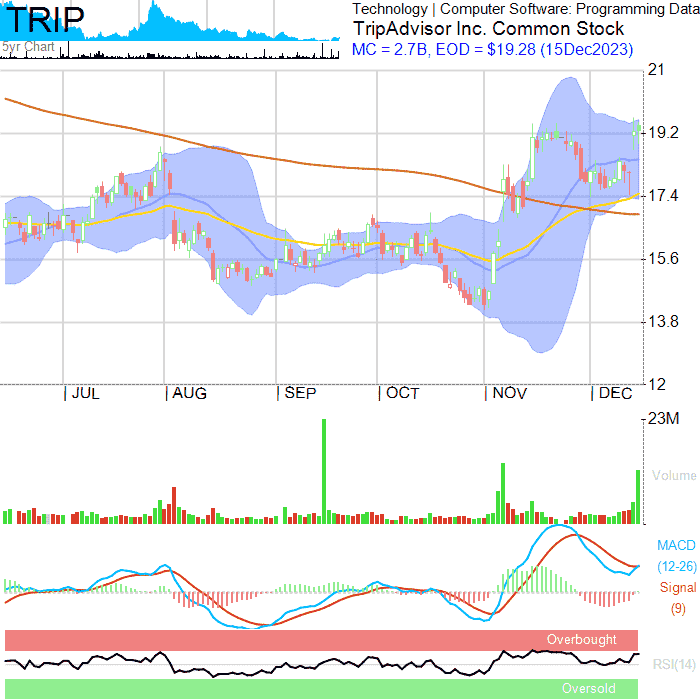 TRIP
5yr Chart
Technology | Computer Software: Programming Data
TripAdvisor Inc. Common Stock
MC = 2.7B, EOD = $19.28 (15Dec2023)
21
19.2
17.4
15.6
13.8
12
JUL AUG SEP OCT NOV DEC
23M
Volume
MACD
(12-26)
Signal
(9)
Overbought
RSI(14)
Oversold